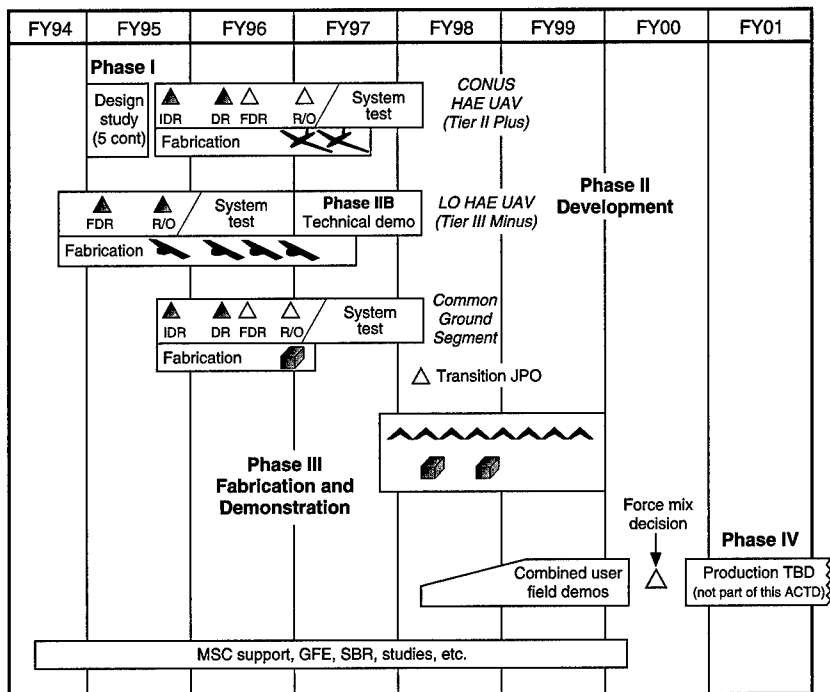 FY94 FY95 FY96 FY97 FY98 FY99 FY00 FY01
Phase I
Design
study
(5 cont)
IDR DR FDR R/O
System
test
Fabrication
CONUS
HAE UAV
(Tier II Plus)
Phase II
Development
FDR R/O
System
test
Phase IIB
Technical demo
Fabrication
LO HAE UAV
(Tier III Minus)
IDR DR FDR R/O
System
test
Fabrication
Common
Ground
Segment
Transition JPO
Phase III
Fabrication and
Demonstration
Force mix
decision
Phase IV
Combined user
field demos
Production TBD
(not part of this ACTD)
MSC support, GFE, SBR, studies, etc.